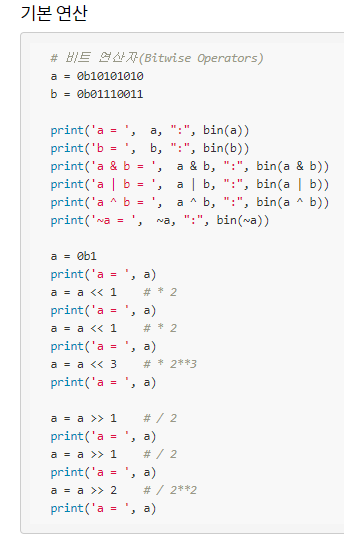 기본 연산
# 비트 연산자(Bitwise Operators)
a = 0b10101010
b = 0b01110011
print('a = ',  a, ":", bin(a))
print('b = ',  b, ":", bin(b))
print('a & b = ',  a & b, ":", bin(a & b))
print('a | b = ',  a | b, ":", bin(a | b))
print('a ^ b = ',  a ^ b, ":", bin(a ^ b))
print('~a = ',  ~a, ":", bin(~a))
a = 0b1
print('a = ', a)
a = a << 1    # * 2
print('a = ', a)
a = a << 1    # * 2
print('a = ', a)
a = a << 3    # * 2**3
print('a = ', a)
a = a >> 1    # / 2
print('a = ', a)
a = a >> 1    # / 2
print('a = ', a)
a = a >> 2    # / 2**2
print('a = ', a)